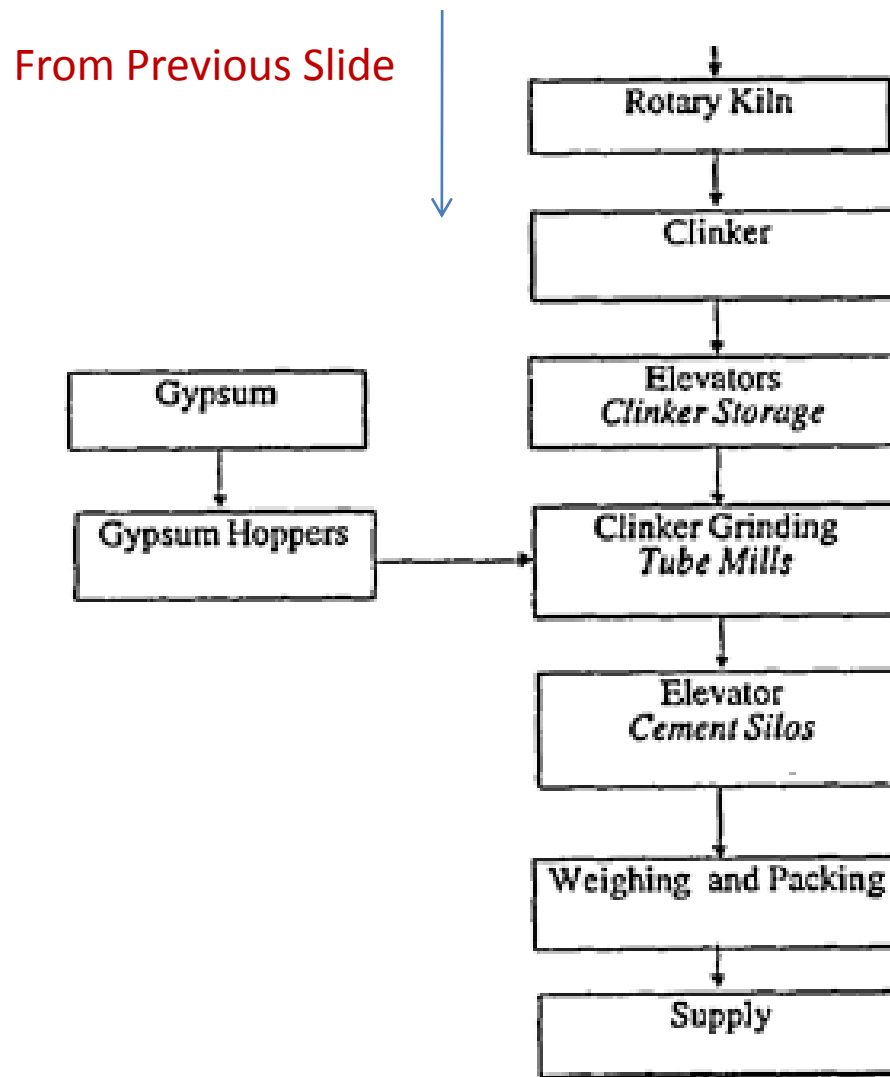 From Previous Slide
Rotary Kiln
Clinker
Elevators
Clinker Storage
Gypsum
Gypsum Hoppers
Clinker Grinding
Tube Mills
Elevator
Cement Silos
Weighing and Packing
Supply